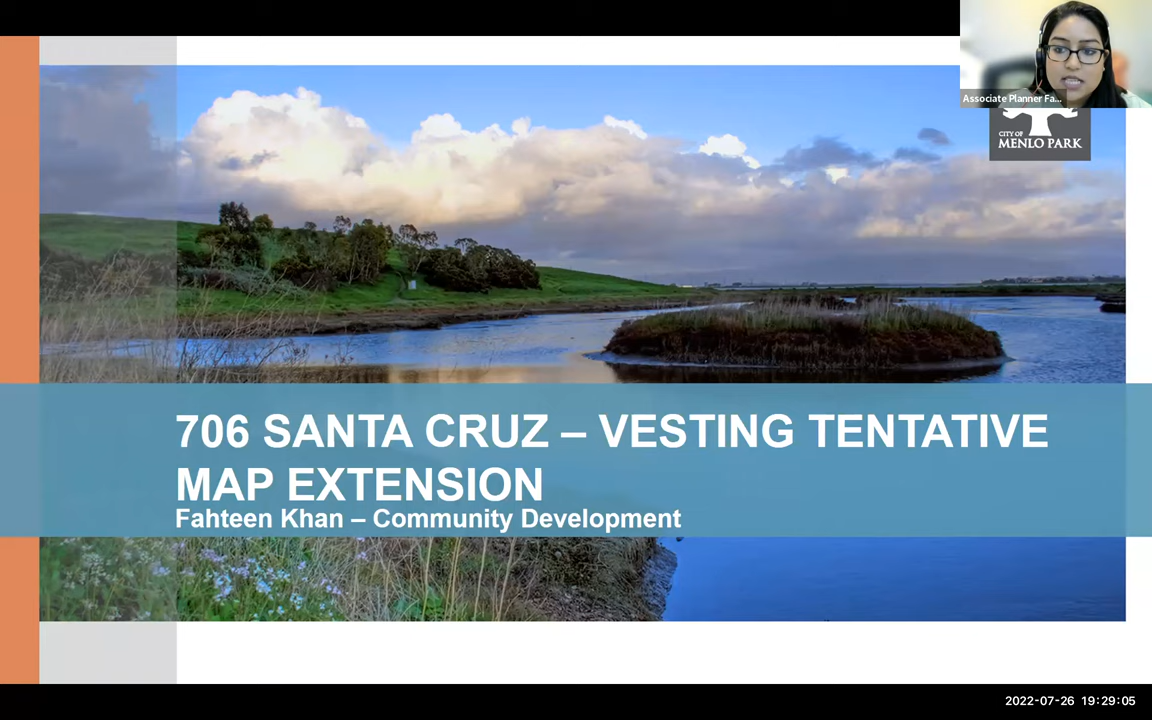 Associate Planner Fa...
CITY OF
MENLO PARK
706 SANTA CRUZ – VESTING TENTATIVE
MAP EXTENSION
Fahteen Khan – Community Development
2022-07-26 19:29:05